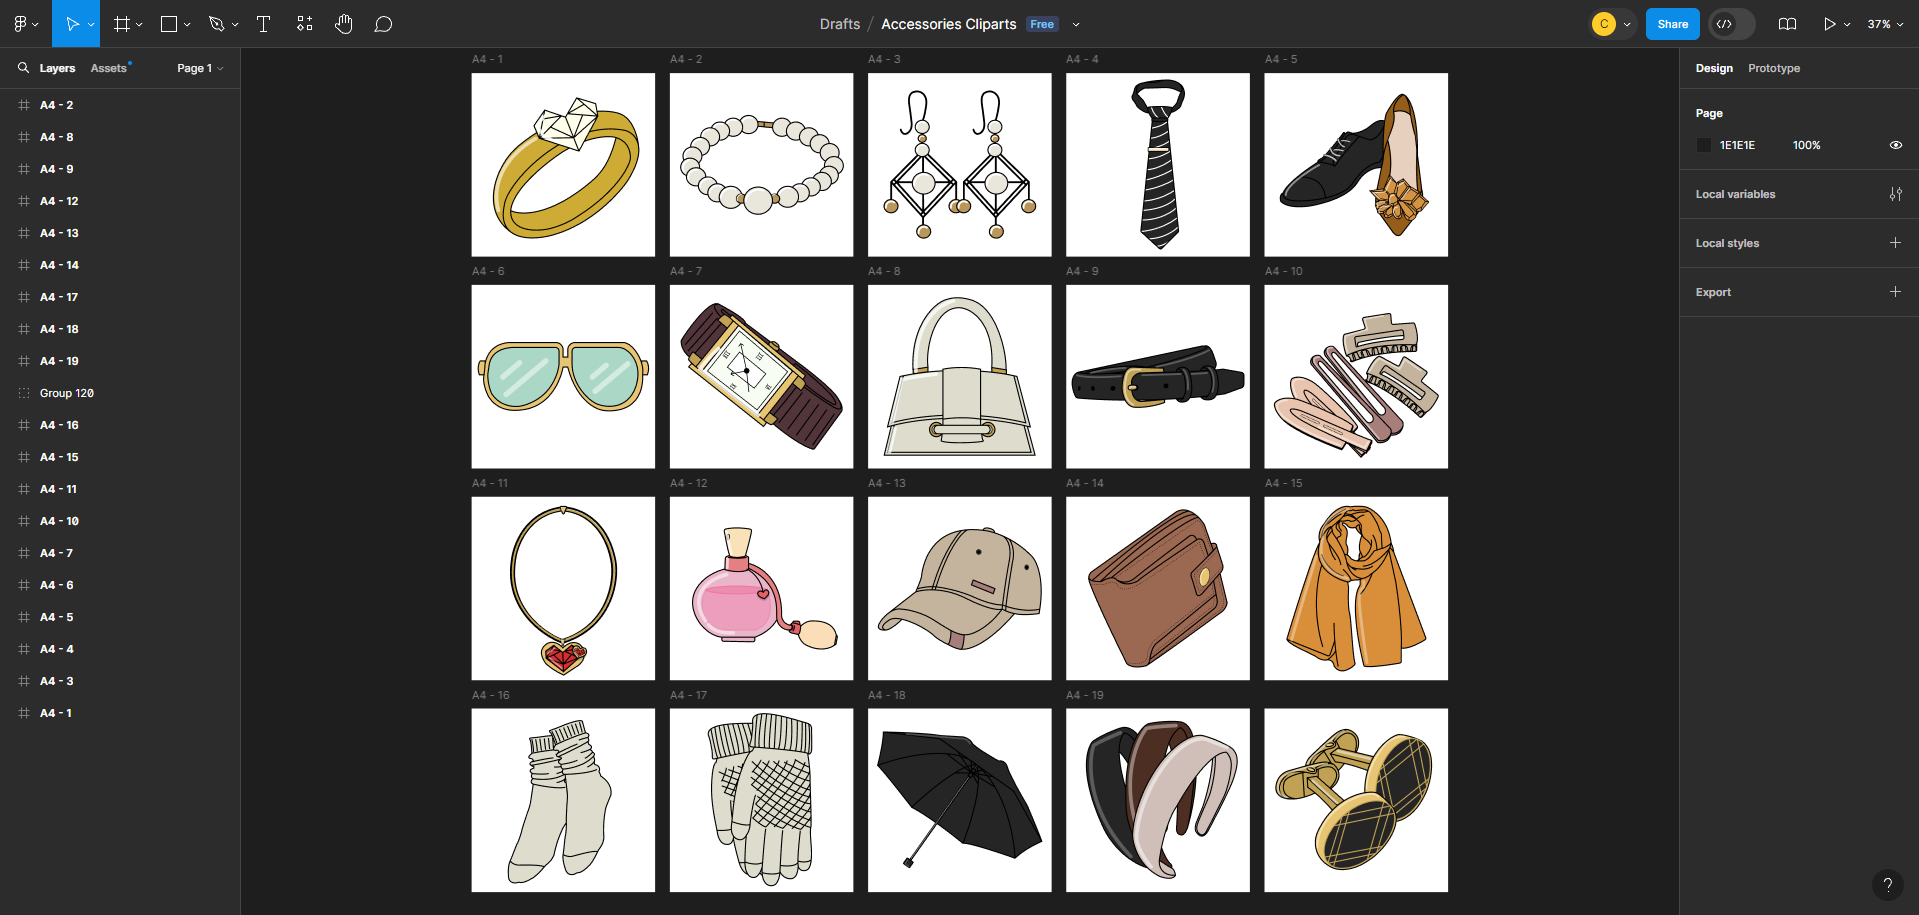 Drafts / Accessories Cliparts Free
C
Share
37%
Layers Assets Page 1
A4 - 2
A4 - 8
A4 - 9
A4 - 12
A4 - 13
A4 - 14
A4 - 17
A4 - 18
A4 - 19
Group 120
A4 - 16
A4 - 15
A4 - 11
A4 - 10
A4 - 7
A4 - 6
A4 - 5
A4 - 4
A4 - 3
A4 - 1
A4 - 1 A4 - 2 A4 - 3 A4 - 4 A4 - 5
A4 - 6 A4 - 7 A4 - 8 A4 - 9 A4 - 10
A4 - 11 A4 - 12 A4 - 13 A4 - 14 A4 - 15
A4 - 16 A4 - 17 A4 - 18 A4 - 19
Design Prototype
Page
1E1E1E 100%
Local variables
Local styles
Export
?